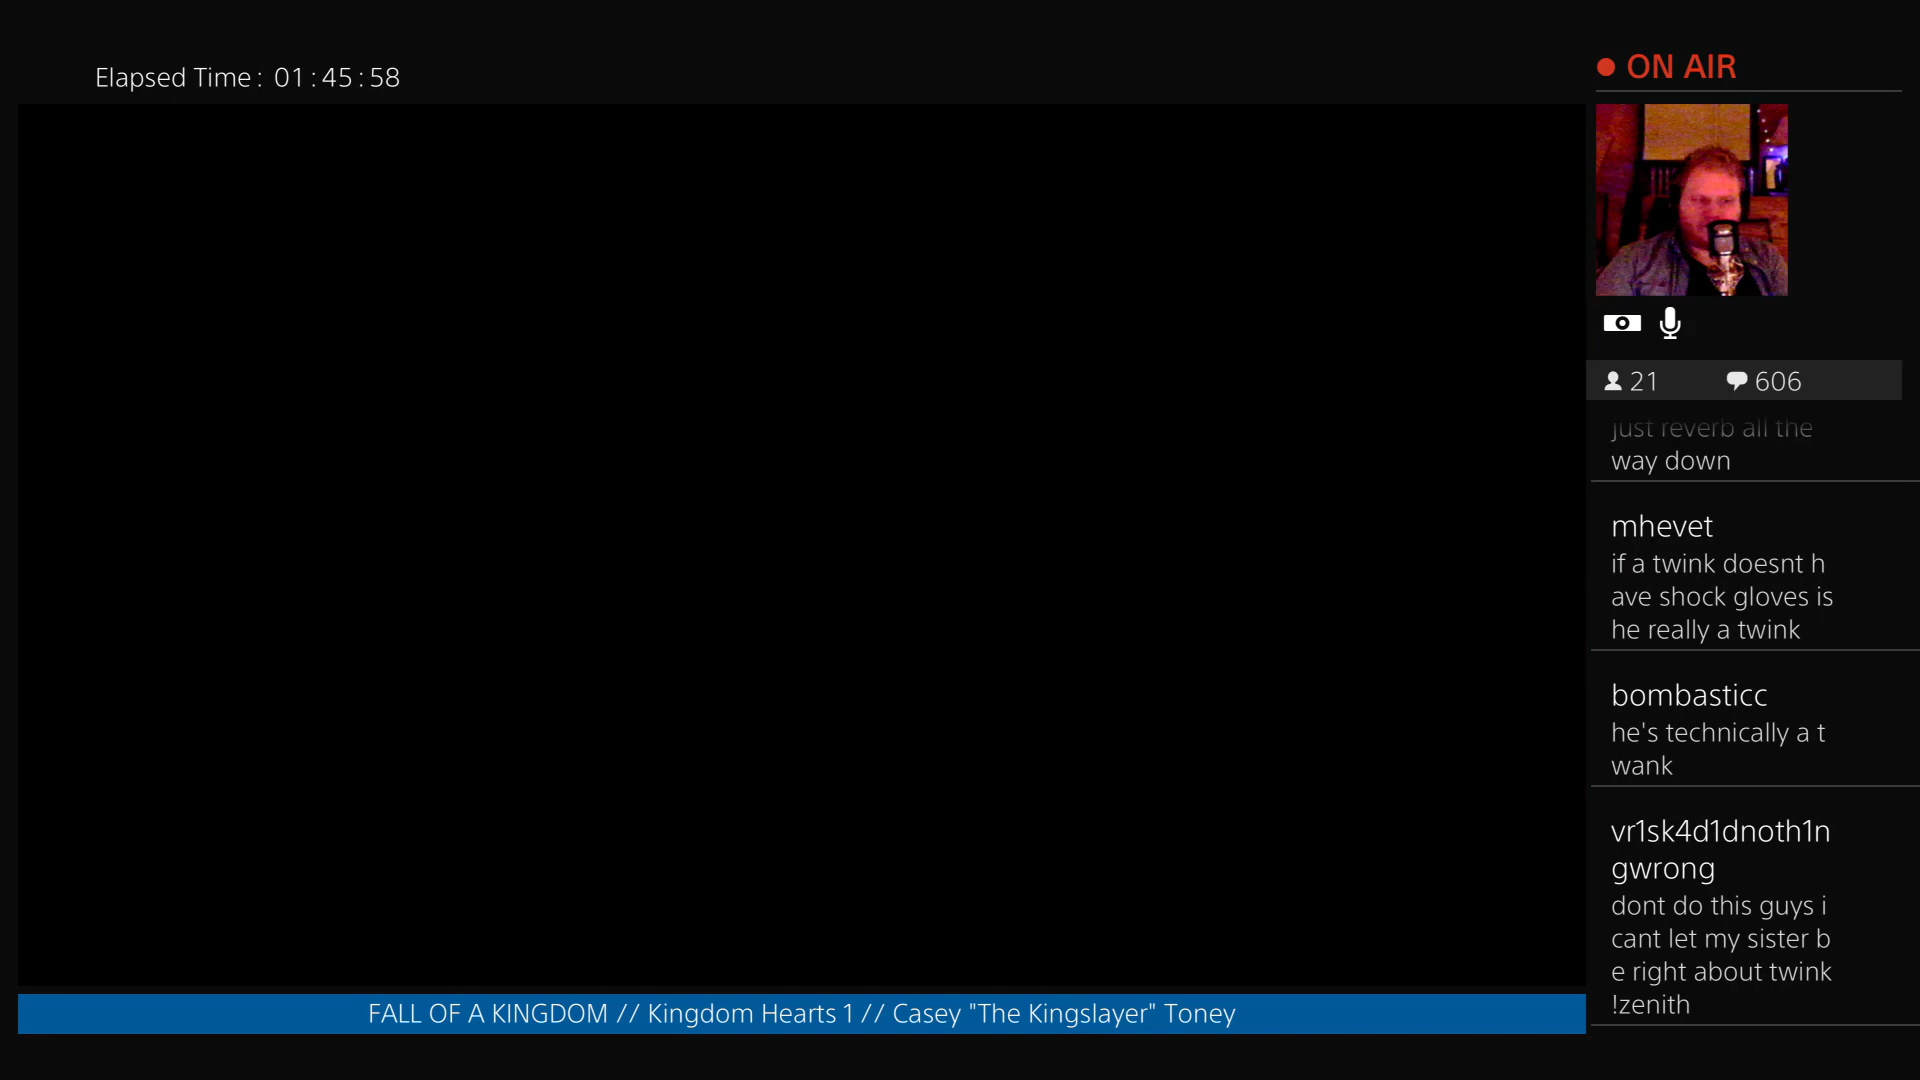 Elapsed Time: 01:45:58
ON AIR
21 606
just reverb all the
way down
mhevet
if a twink doesnt h
ave shock gloves is
he really a twink
bombasticc
he's technically a t
wank
vr1sk4d1dnoth1n
gwrong
dont do this guys i
cant let my sister b
e right about twink
!zenith
FALL OF A KINGDOM // Kingdom Hearts 1 // Casey "The Kingslayer" Toney